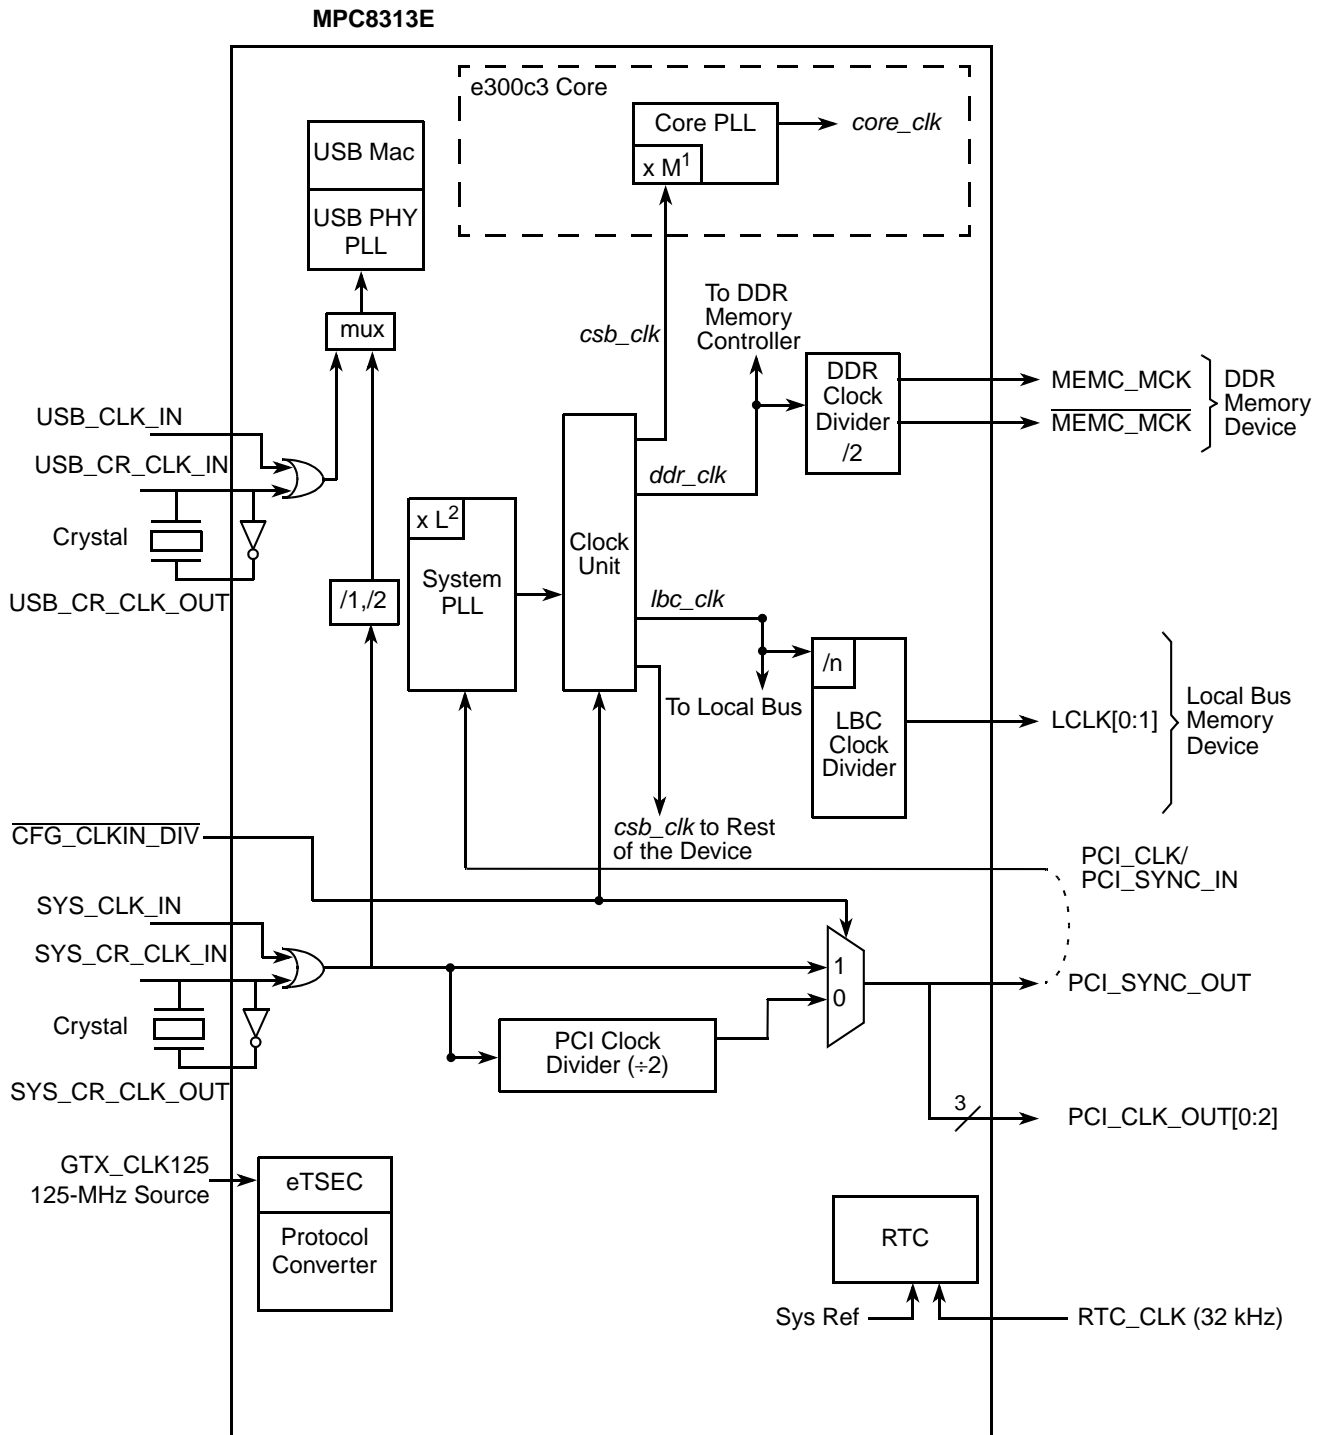 MPC8313E
e300c3 Core
Core PLL
x M1
core_clk
USB Mac
USB PHY
PLL
mux
csb_clk
To DDR
Memory
Controller
DDR
Clock
Divider
/2
MEMC_MCK
MEMC_MCK
DDR
Memory
Device
USB_CLK_IN
USB_CR_CLK_IN
Crystal
USB_CR_CLK_OUT
/1,/2
x L2
System
PLL
Clock
Unit
ddr_clk
lbc_clk
To Local Bus
/n
LBC
Clock
Divider
LCLK[0:1]
Local Bus
Memory
Device
csb_clk to Rest
of the Device
CFG_CLKIN_DIV
PCI_CLK/
PCI_SYNC_IN
SYS_CLK_IN
SYS_CR_CLK_IN
Crystal
SYS_CR_CLK_OUT
1
0
PCI Clock
Divider (÷2)
PCI_SYNC_OUT
3
PCI_CLK_OUT[0:2]
GTX_CLK125
125-MHz Source
eTSEC
Protocol
Converter
RTC
Sys Ref
RTC_CLK (32 kHz)